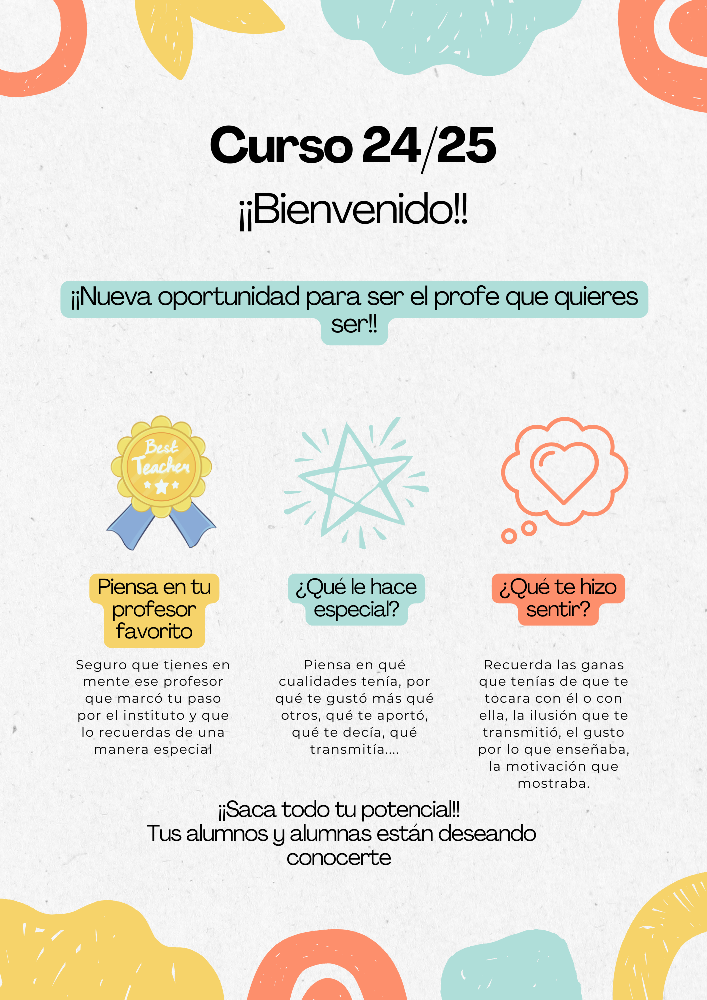 Curso 24/25
¡¡Bienvenido!!
¡¡Nueva oportunidad para ser el profe que quieres
ser!!
Best
Teacher
Piensa en tu
profesor
favorito
Seguro que tienes en
mente ese profesor
que marcó tu paso
por el instituto y que
lo recuerdas de una
manera especial
¿Qué le hace
especial?
Piensa en qué
cualidades tenía, por
qué te gustó más qué
otros, qué te aportó,
qué te decía, qué
transmitía....
¿Qué te hizo
sentir?
Recuerda las ganas
que tenías de que te
tocara con él o con
ella, la ilusión que te
transmitió, el gusto
por lo que enseñaba,
la motivación que
mostraba.
¡¡Saca todo tu potencial!!
Tus alumnos y alumnas están deseando
conocerte